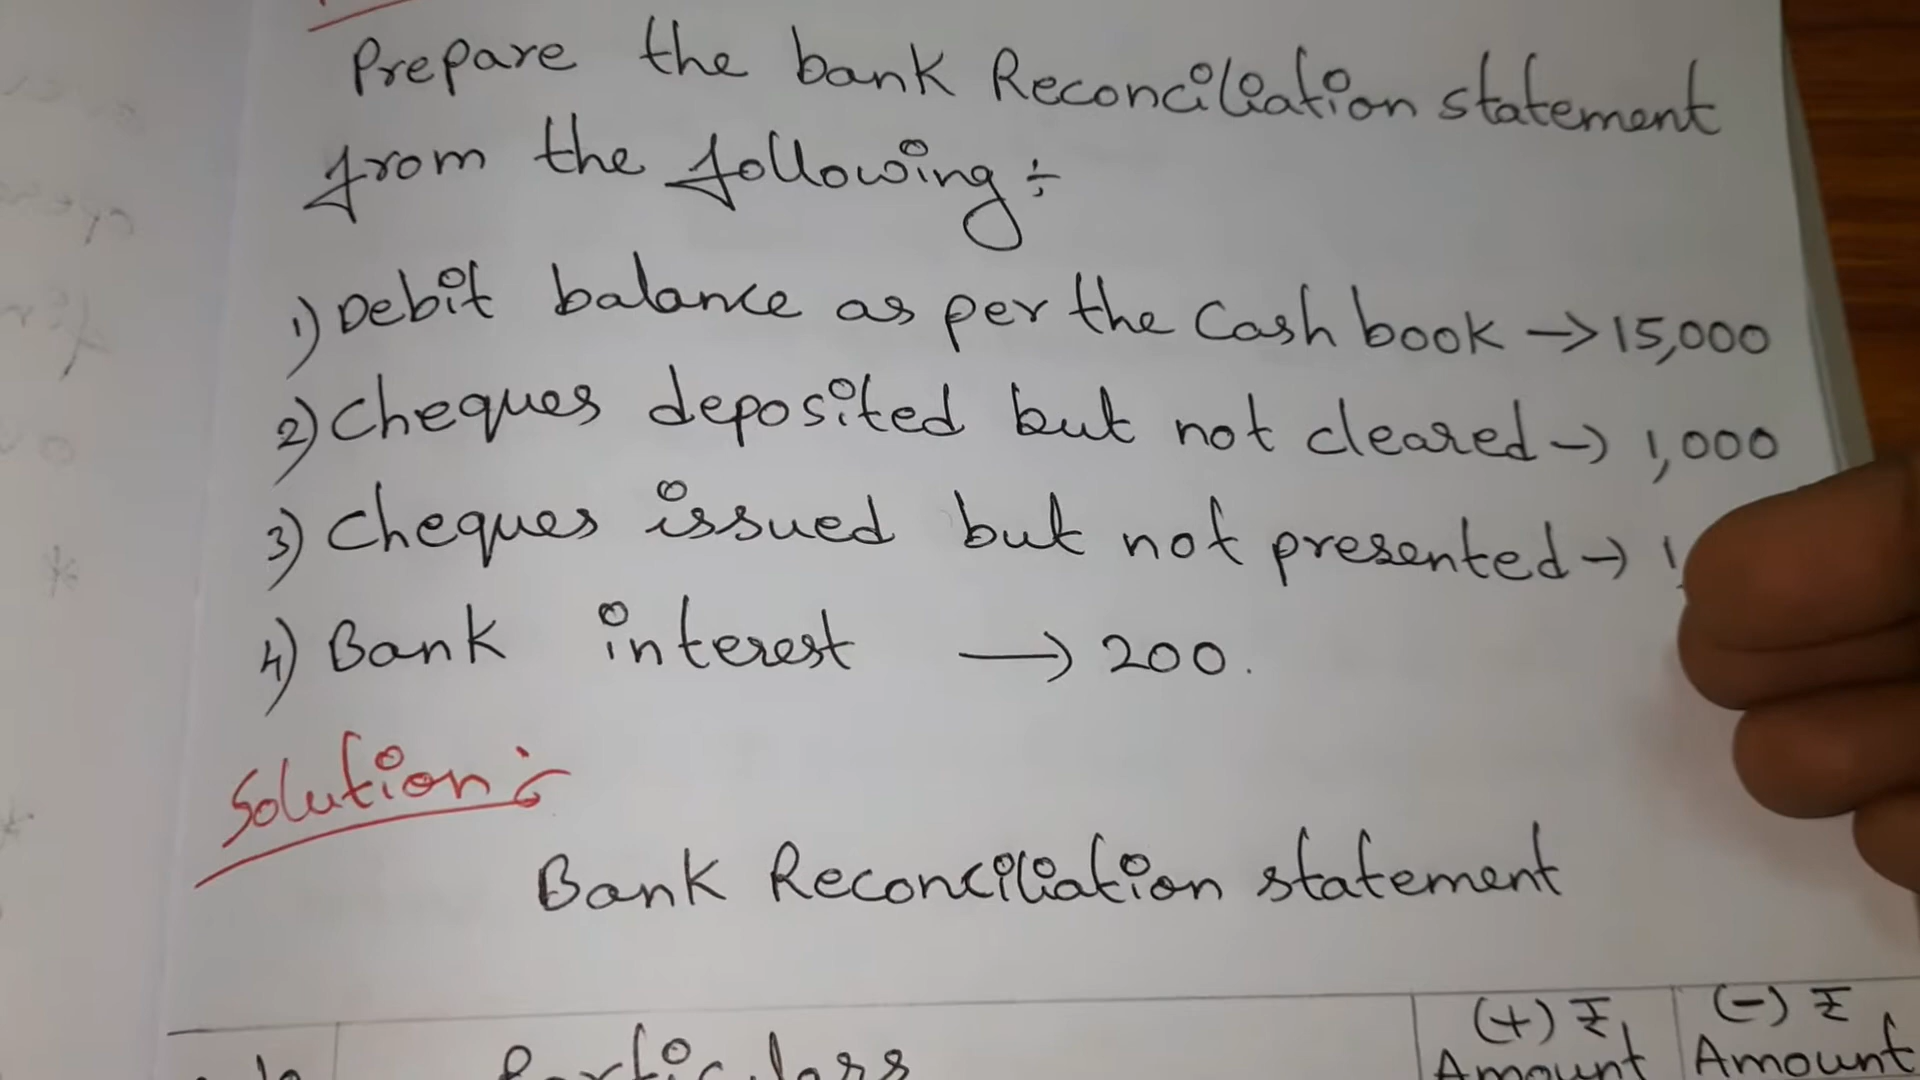 Prepare the bank Reconciliation statement
from the following :-
1) Debit balance as per the Cash book → 15,000
2) Cheques deposited but not cleared → 1,000
3) Cheques issued but not presented →
4) Bank interest → 200.
Solution :-
Bank Reconciliation statement
Particulars (+) ₹ Amount (-) ₹ Amount